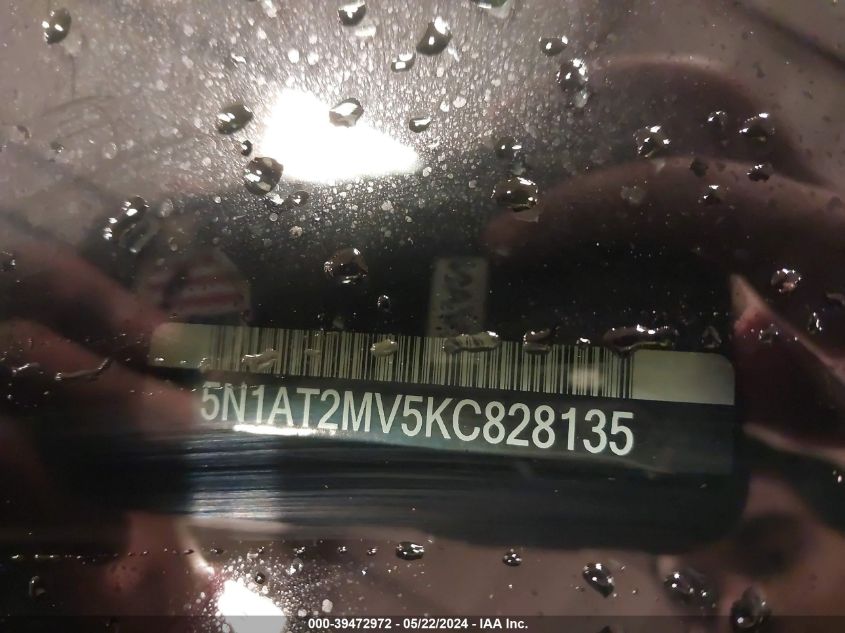 5N1AT2MV5KC828135
000-39472972 - 05/22/2024 - IAA Inc.